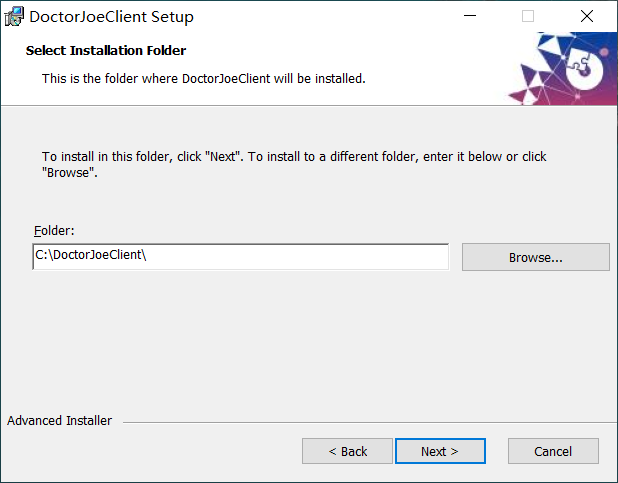 DoctorJoeClient Setup
Select Installation Folder
This is the folder where DoctorJoeClient will be installed.
To install in this folder, click "Next". To install to a different folder, enter it below or click
"Browse".
Folder:
C:\DoctorJoeClient\
Browse...
Advanced Installer
< Back
Next >
Cancel